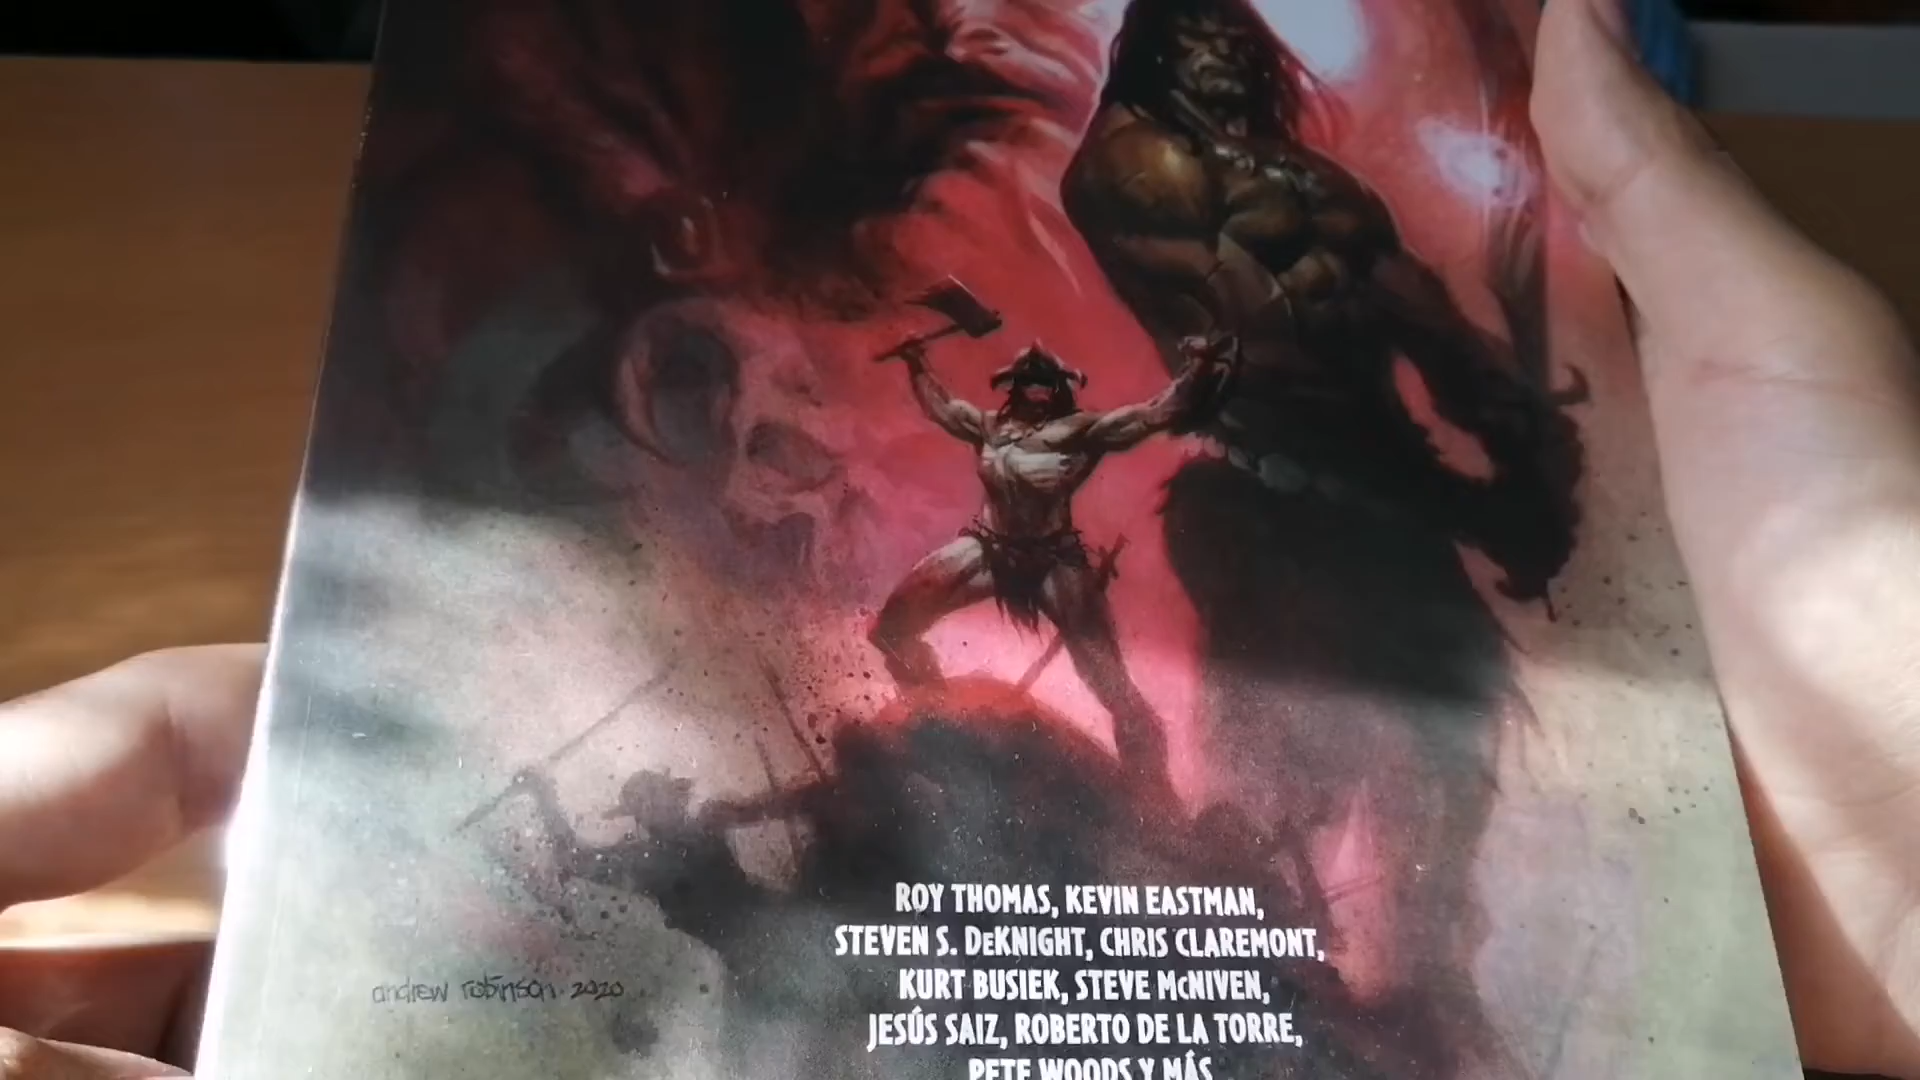 ROY THOMAS, KEVIN EASTMAN,
STEVEN S. DeKNIGHT, CHRIS CLAREMONT,
KURT BUSIEK, STEVE McNIVEN,
JESÚS SAIZ, ROBERTO DE LA TORRE,
PETE WOODS Y MÁS
andrew robinson. 2020